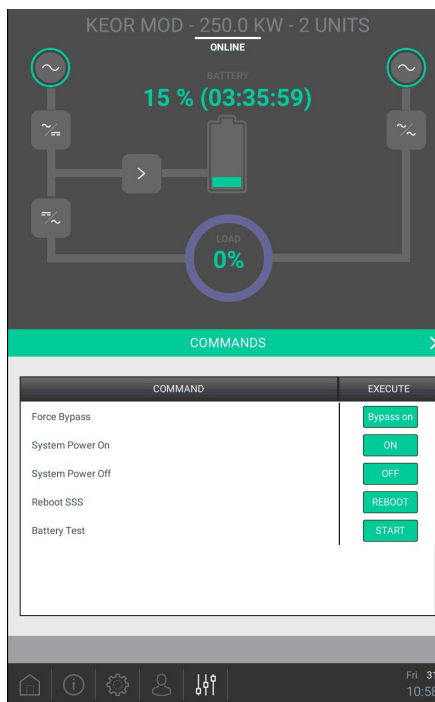 KEOR MOD - 250.0 KW - 2 UNITS
ONLINE
BATTERY
15 % (03:35:59)
LOAD
0%
COMMANDS
COMMAND EXECUTE
Force Bypass Bypass on
System Power On ON
System Power Off OFF
Reboot SSS REBOOT
Battery Test START
Fri 31
10:58